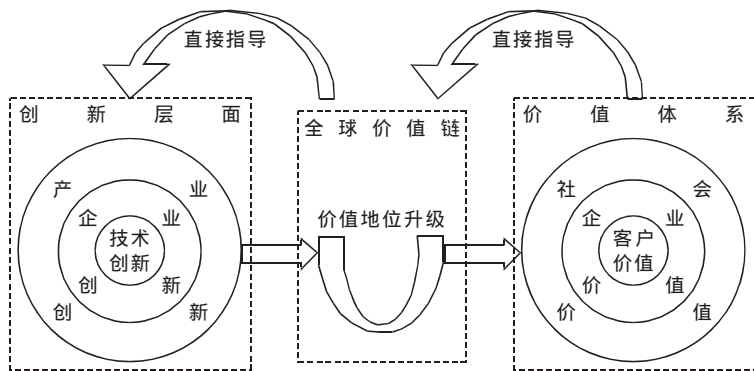 直接指导
直接指导
创新层面
全球价值链
价值体系
产业
企业
技术
创新
创新
创新
价值地位升级
社会
企业
客户
价值
价值
价值